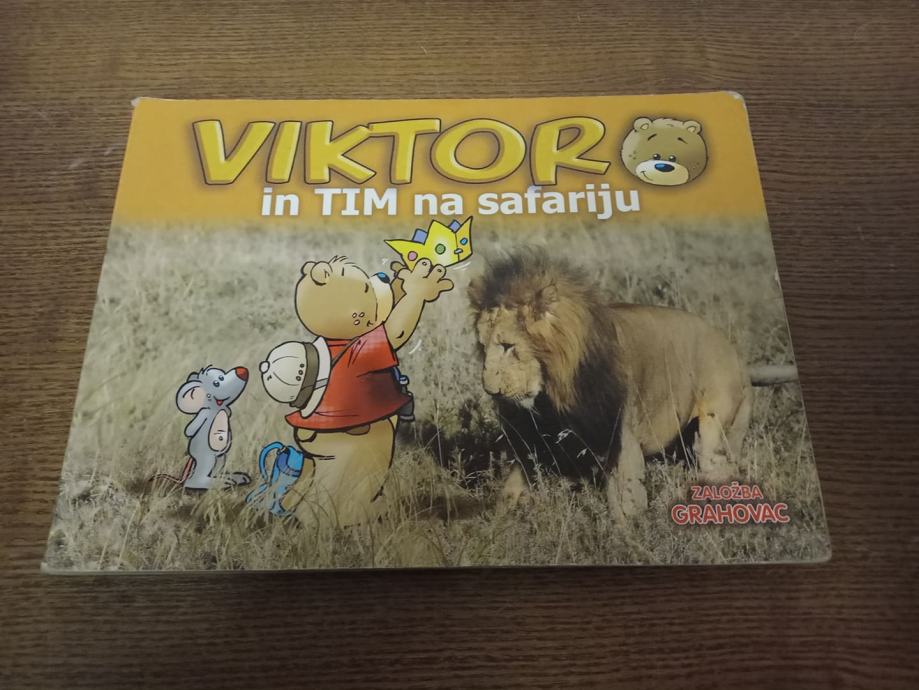 VIKTOR
in TIM na safariju
ZALOŽBA
GRAHOVAC